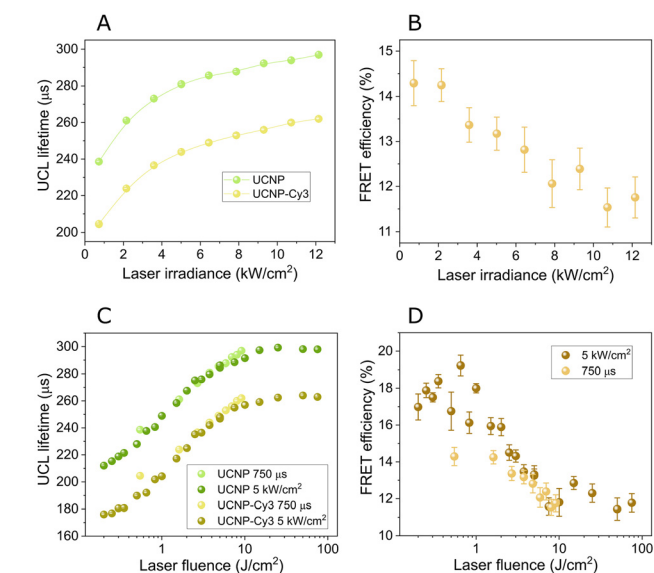 A
300
280
260
240
220
200
UCL lifetime (μs)
UCNP
UCNP-Cy3
0 2 4 6 8 10 12
Laser irradiance (kW/cm²)
B
15
14
13
12
11
FRET efficiency (%)
0 2 4 6 8 10 12
Laser irradiance (kW/cm²)
C
300
280
260
240
220
200
180
160
UCL lifetime (μs)
UCNP 750 μs
UCNP 5 kW/cm²
UCNP-Cy3 750 μs
UCNP-Cy3 5 kW/cm²
1 10 100
Laser fluence (J/cm²)
D
20
18
16
14
12
10
FRET efficiency (%)
5 kW/cm²
750 μs
1 10 100
Laser fluence (J/cm²)